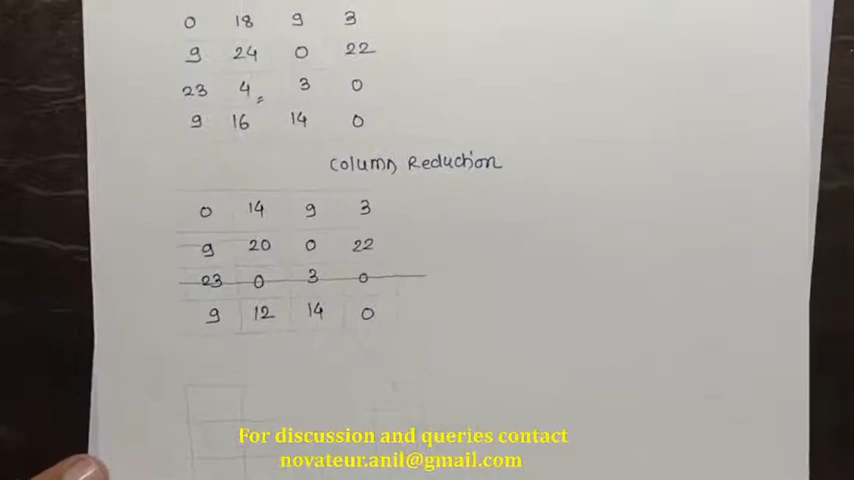 0 18 9 3
9 24 0 22
23 4 3 0
9 16 14 0
Column Reduction
0 14 9 3
9 20 0 22
23 0 3 0
9 12 14 0
For discussion and queries contact
novateur.anil@gmail.com